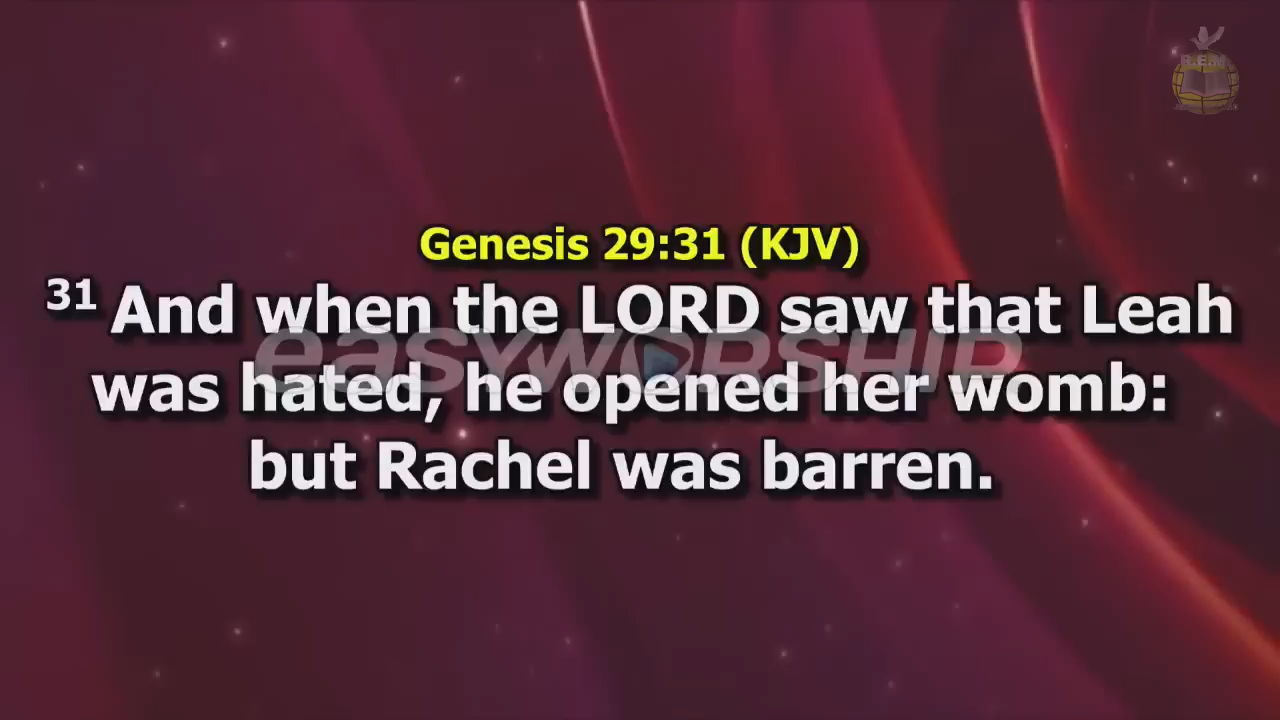 R.E.M.
Genesis 29:31 (KJV)
31 And when the LORD saw that Leah
was hated, he opened her womb:
but Rachel was barren.
easyworship